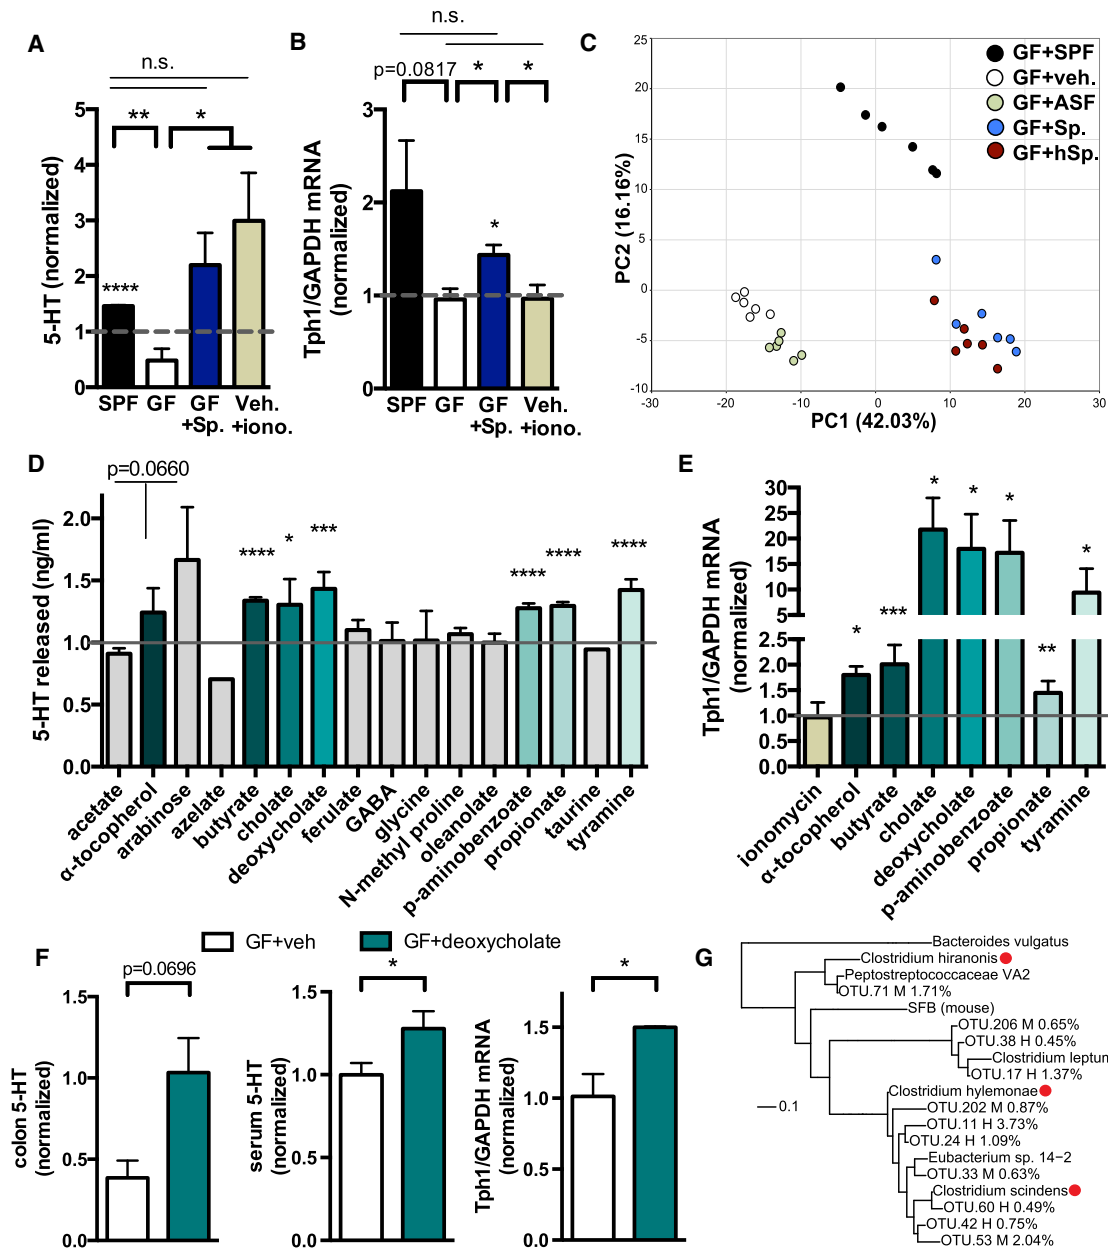 A
n.s.
**
*
****
5-HT (normalized)
5
4
3
2
1
0
SPF
GF
GF
+Sp.
Veh.
+iono.
B
n.s.
p=0.0817
*
*
*
Tph1/GAPDH mRNA
(normalized)
3
2
1
0
SPF
GF
GF
+Sp.
Veh.
+iono.
C
GF+SPF
GF+veh.
GF+ASF
GF+Sp.
GF+hSp.
PC2 (16.16%)
25
20
15
10
5
0
-5
-10
-30
-20
-10
0
10
20
30
PC1 (42.03%)
D
p=0.0660
****
*
***
****
****
****
5-HT released (ng/ml)
2.0
1.5
1.0
0.5
0.0
acetate
α-tocopherol
arabinose
azelate
butyrate
cholate
deoxycholate
ferulate
GABA
glycine
N-methyl proline
oleanolate
p-aminobenzoate
propionate
taurine
tyramine
E
*
***
*
*
*
**
*
Tph1/GAPDH mRNA
(normalized)
30
25
20
15
10
5
2.5
2.0
1.5
1.0
0.5
0.0
ionomycin
α-tocopherol
butyrate
cholate
deoxycholate
p-aminobenzoate
propionate
tyramine
F
GF+veh
GF+deoxycholate
p=0.0696
colon 5-HT
(normalized)
1.5
1.0
0.5
0.0
*
serum 5-HT
(normalized)
1.5
1.0
0.5
0.0
*
Tph1/GAPDH mRNA
(normalized)
1.5
1.0
0.5
0.0
G
Bacteroides vulgatus
Clostridium hiranonis
Peptostreptococcaceae VA2
OTU.71 M 1.71%
SFB (mouse)
OTU.206 M 0.65%
OTU.38 H 0.45%
Clostridium leptum
OTU.17 H 1.37%
Clostridium hylemonae
OTU.202 M 0.87%
OTU.11 H 3.73%
OTU.24 H 1.09%
Eubacterium sp. 14−2
OTU.33 M 0.63%
Clostridium scindens
OTU.60 H 0.49%
OTU.42 H 0.75%
OTU.53 M 2.04%
0.1